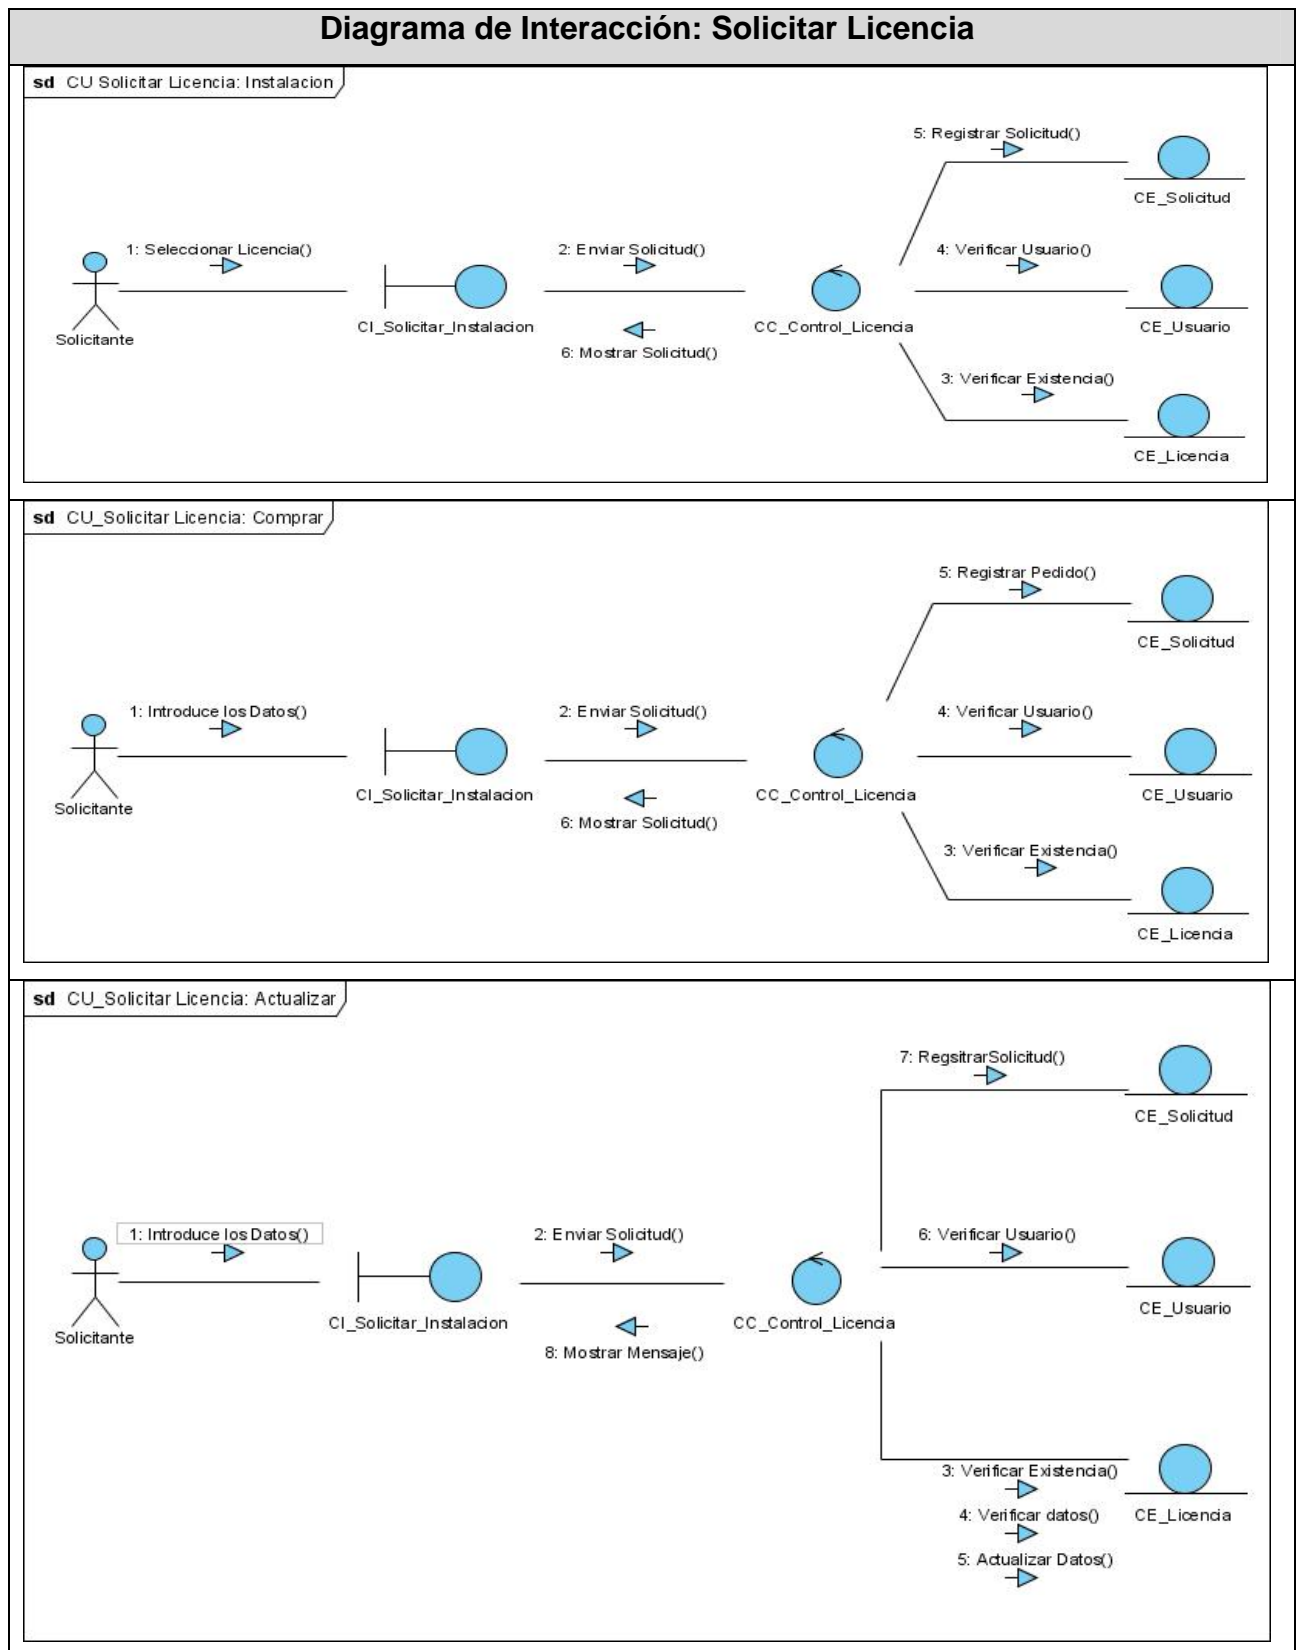 Diagrama de Interacción: Solicitar Licencia
sd CU Solicitar Licencia: Instalacion
5: Registrar Solicitud()
CE_Solicitud
1: Seleccionar Licencia()
2: Enviar Solicitud()
4: Verificar Usuario()
Solicitante
CI_Solicitar_Instalacion
CC_Control_Licencia
CE_Usuario
6: Mostrar Solicitud()
3: Verificar Existencia()
CE_Licencia
sd CU_Solicitar Licencia: Comprar
5: Registrar Pedido()
CE_Solicitud
1: Introduce los Datos()
2: Enviar Solicitud()
4: Verificar Usuario()
Solicitante
CI_Solicitar_Instalacion
CC_Control_Licencia
CE_Usuario
6: Mostrar Solicitud()
3: Verificar Existencia()
CE_Licencia
sd CU_Solicitar Licencia: Actualizar
7: RegsitrarSolicitud()
CE_Solicitud
1: Introduce los Datos()
2: Enviar Solicitud()
6: Verificar Usuario()
Solicitante
CI_Solicitar_Instalacion
CC_Control_Licencia
CE_Usuario
8: Mostrar Mensaje()
3: Verificar Existencia()
4: Verificar datos()
CE_Licencia
5: Actualizar Datos()